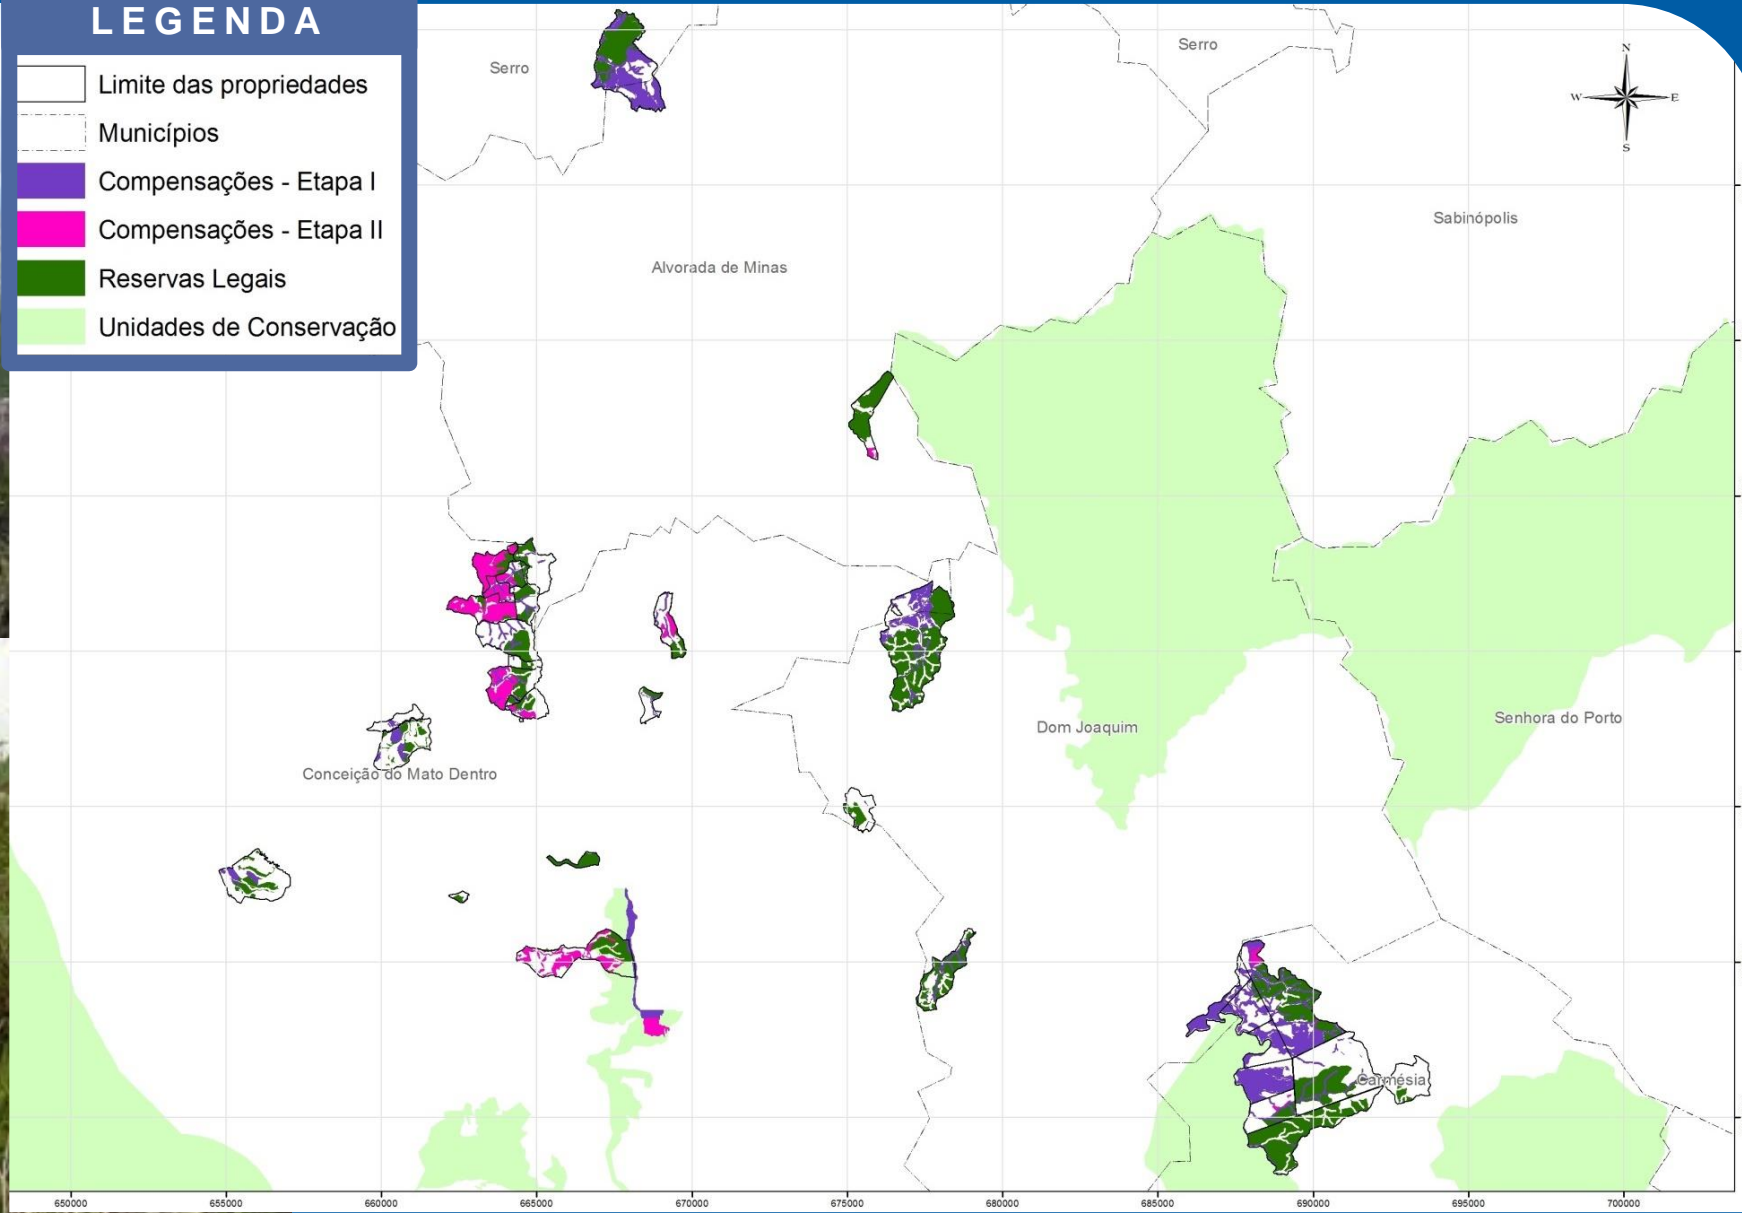 LEGENDA
Limite das propriedades
Municípios
Compensações - Etapa I
Compensações - Etapa II
Reservas Legais
Unidades de Conservação
Serro
Serro
N
W
E
S
Sabinópolis
Alvorada de Minas
Dom Joaquim
Senhora do Porto
Conceição do Mato Dentro
Carmésia
650000 655000 660000 665000 670000 675000 680000 685000 690000 695000 700000